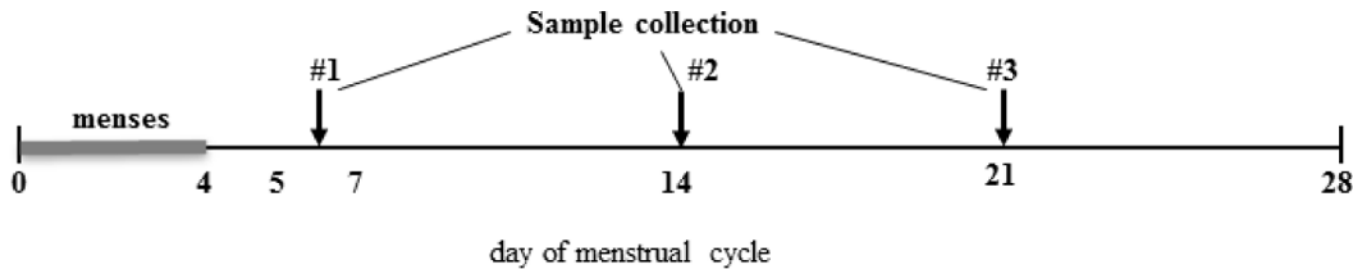 Sample collection
#1 #2 #3
menses
0 4 5 7 14 21 28
day of menstrual cycle